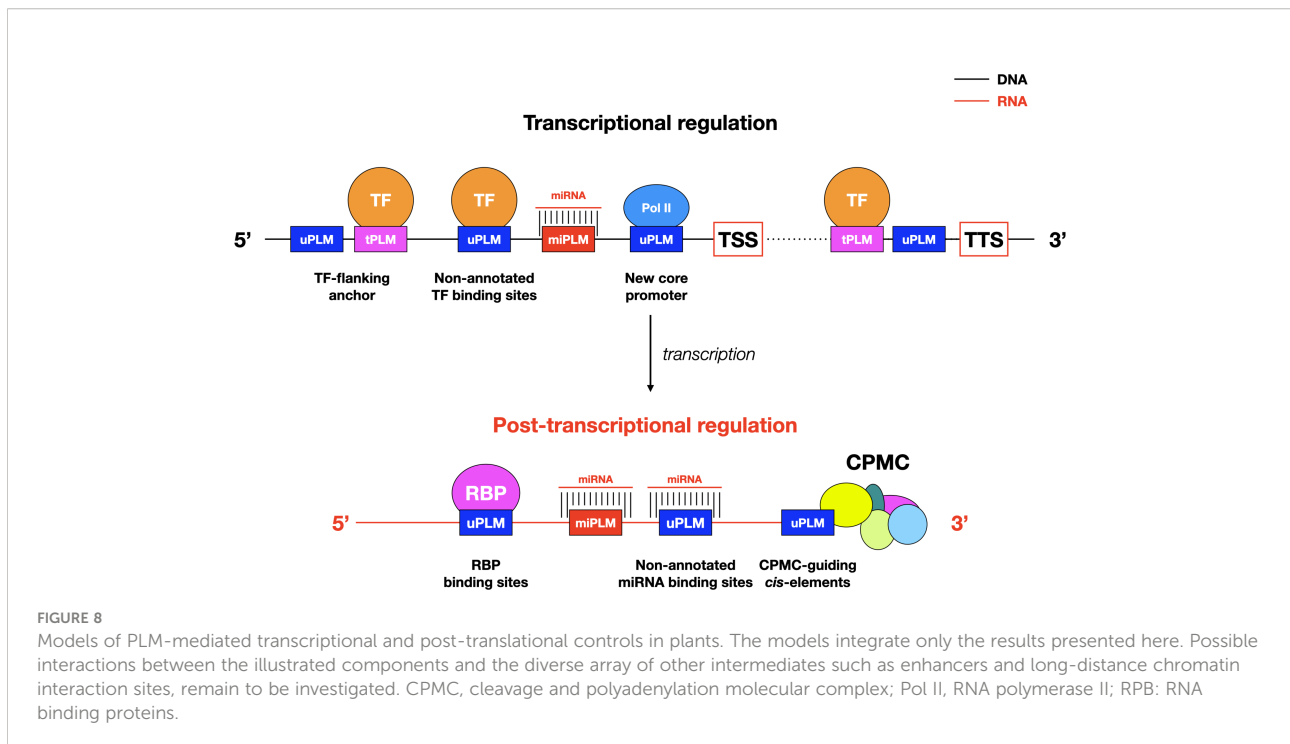 DNA
RNA
Transcriptional regulation
TF TF miRNA Pol II TF
5’ uPLM tPLM uPLM miPLM uPLM TSS tPLM uPLM TTS 3’
TF-flanking Non-annotated New core
anchor TF binding sites promoter
transcription
Post-transcriptional regulation
CPMC
RBP miRNA miRNA
5’ uPLM miPLM uPLM uPLM 3’
RBP Non-annotated CPMC-guiding
binding sites miRNA binding sites cis-elements
FIGURE 8
Models of PLM-mediated transcriptional and post-translational controls in plants. The models integrate only the results presented here. Possible
interactions between the illustrated components and the diverse array of other intermediates such as enhancers and long-distance chromatin
interaction sites, remain to be investigated. CPMC, cleavage and polyadenylation molecular complex; Pol II, RNA polymerase II; RPB: RNA
binding proteins.